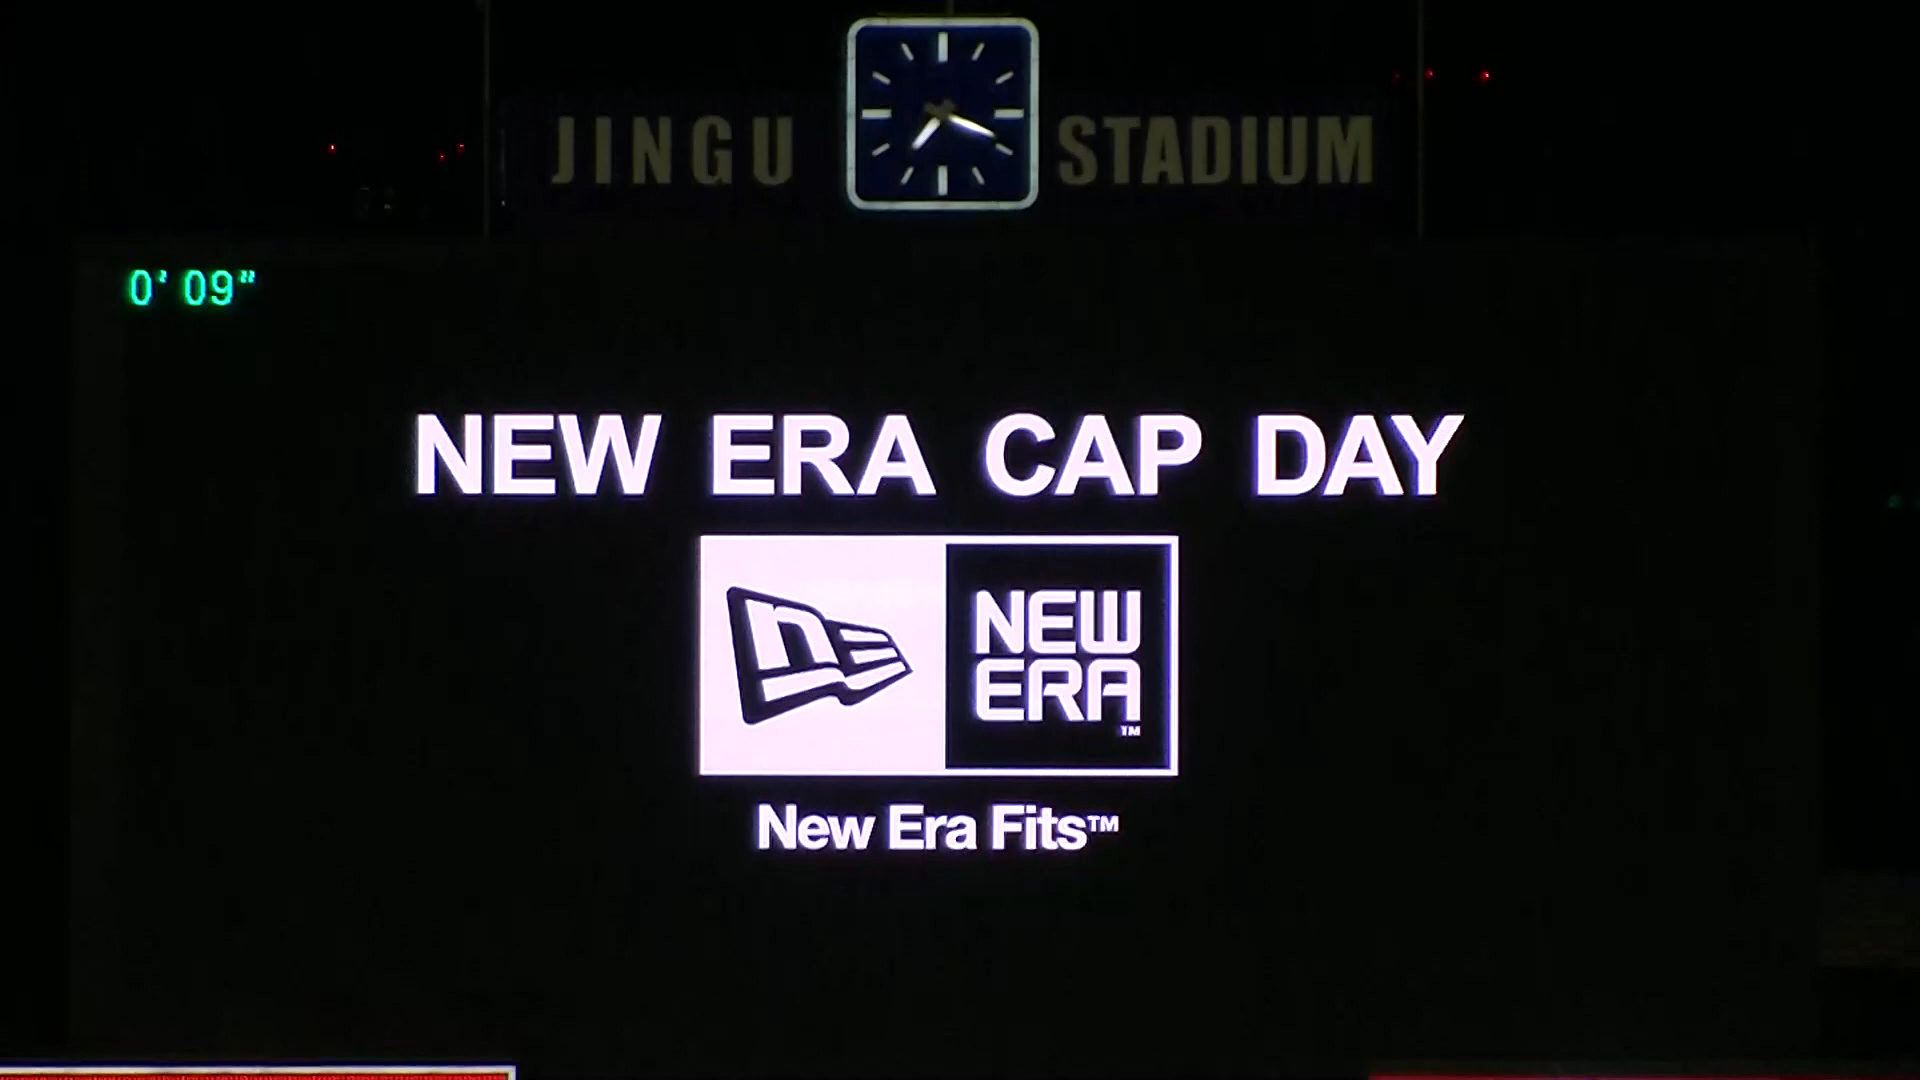 JINGU STADIUM
0' 09"
NEW ERA CAP DAY
NEW
ERA
TM
New Era Fits™